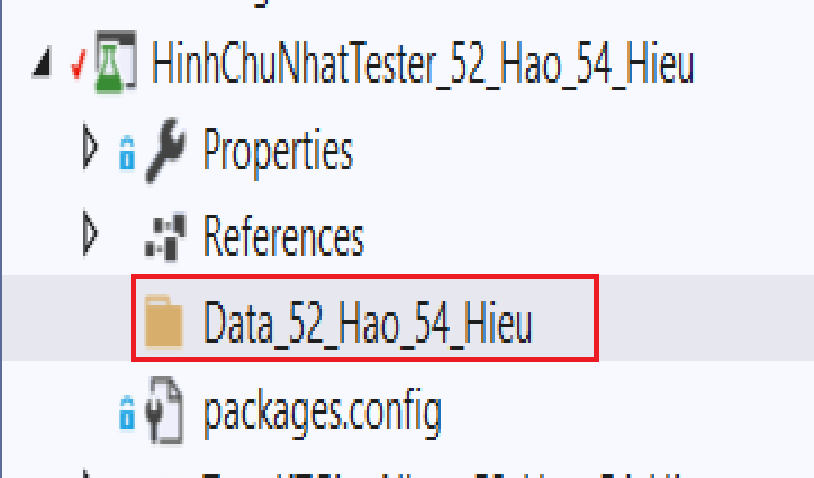 HinhChuNhatTester_52_Hao_54_Hieu
Properties
References
Data_52_Hao_54_Hieu
packages.config